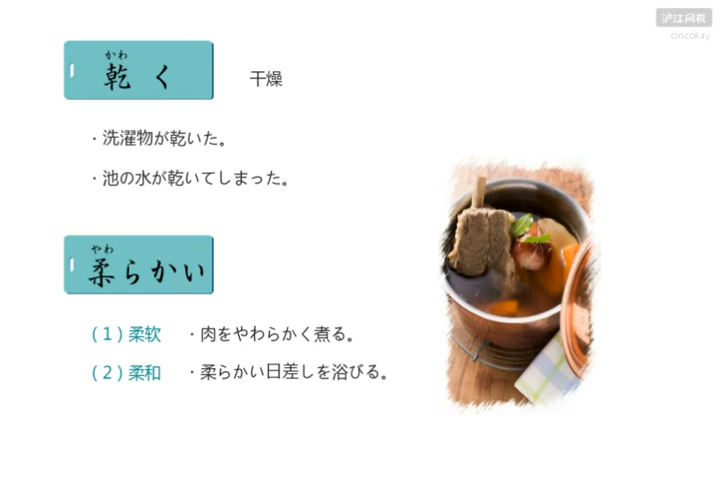 沪江网校
cincokay
かわ
乾く
干燥
・洗濯物が乾いた。
・池の水が乾いてしまった。
やわ
柔らかい
(1)柔软 ・肉をやわらかく煮る。
(2)柔和 ・柔らかい日差しを浴びる。